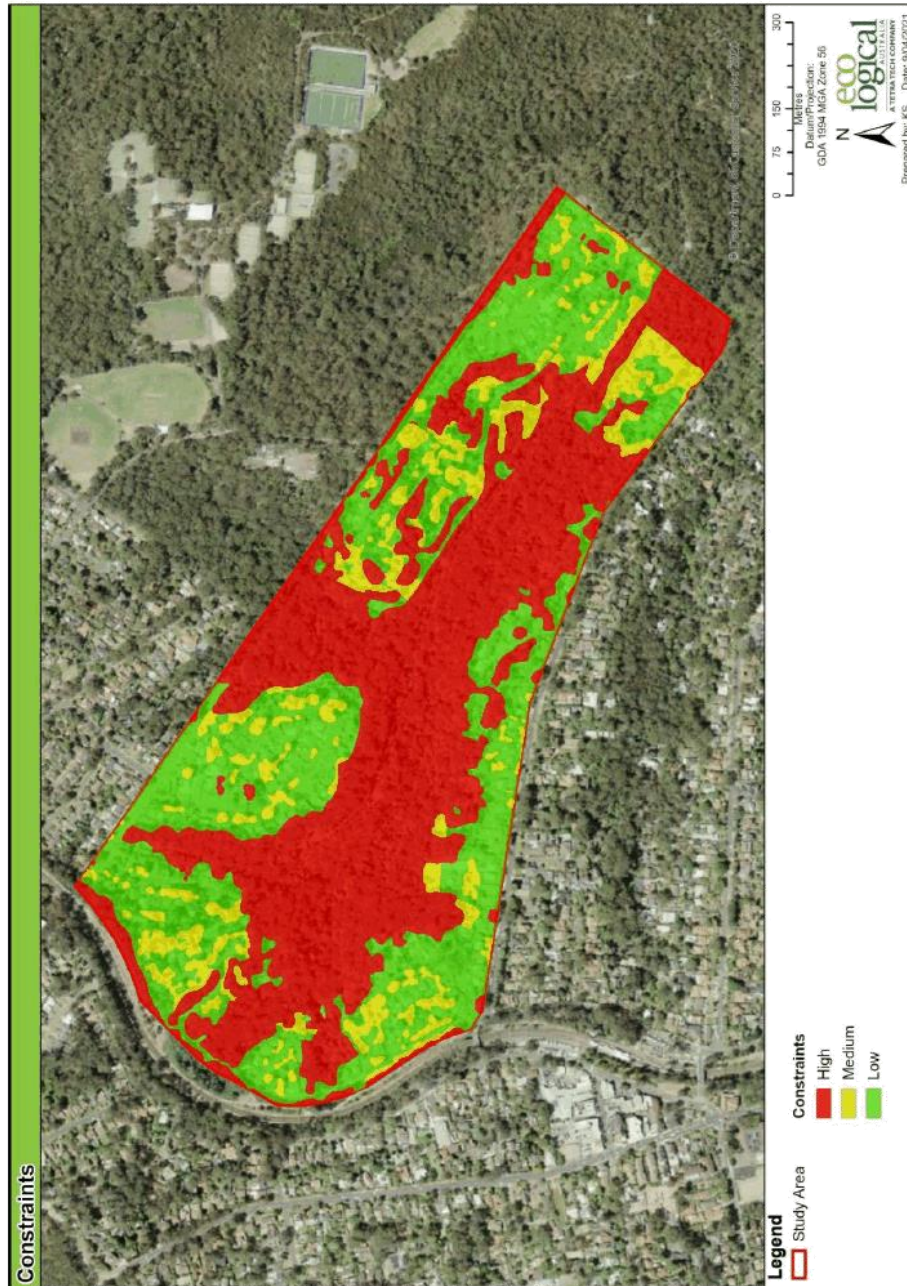 Constraints
Legend
Study Area
Constraints
High
Medium
Low
0 75 150 300
Metres
Datum/Projection:
GDA 1994 MGA Zone 56
N
eco
logical
AUSTRALIA
A TETRA TECH COMPANY